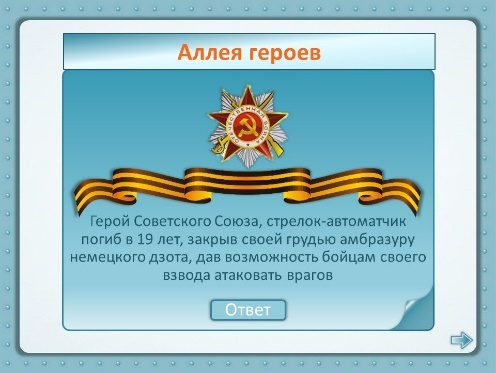 Аллея героев
Герой Советского Союза, стрелок-автоматчик
погиб в 19 лет, закрыв своей грудью амбразуру
немецкого дзота, дав возможность бойцам своего
взвода атаковать врагов
Ответ